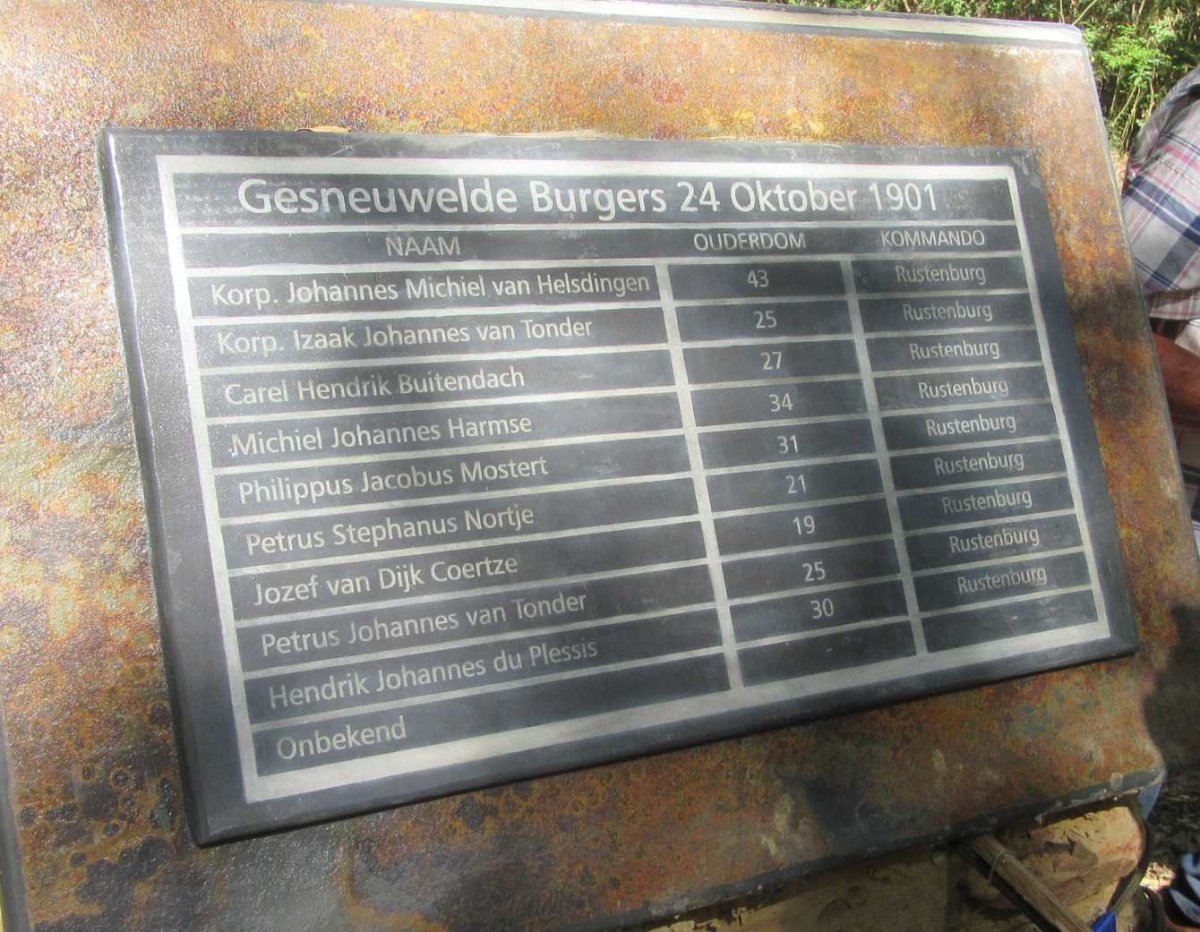 Gesneuwelde Burgers 24 Oktober 1901
NAAM OUDERDOM KOMMANDO
Korp. Johannes Michiel van Helsdingen 43 Rustenburg
Korp. Izaak Johannes van Tonder 25 Rustenburg
Carel Hendrik Buitendach 27 Rustenburg
Michiel Johannes Harmse 34 Rustenburg
Philippus Jacobus Mostert 31 Rustenburg
Petrus Stephanus Nortje 21 Rustenburg
Jozef van Dijk Coertze 19 Rustenburg
Petrus Johannes van Tonder 25 Rustenburg
Hendrik Johannes du Plessis 30 Rustenburg
Onbekend